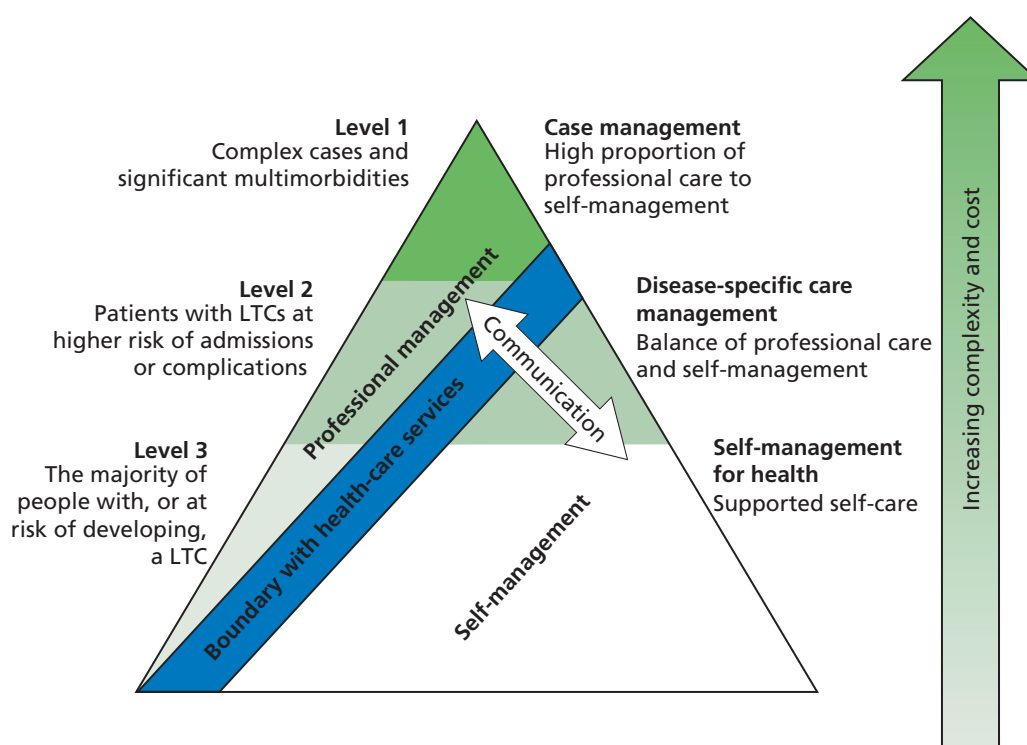 Level 1
Complex cases and
significant multimorbidities
Case management
High proportion of
professional care to
self-management
Level 2
Patients with LTCs at
higher risk of admissions
or complications
Disease-specific care
management
Balance of professional care
and self-management
Level 3
The majority of
people with, or at
risk of developing,
a LTC
Self-management
for health
Supported self-care
Professional management
Boundary with health-care services
Communication
Self-management
Increasing complexity and cost